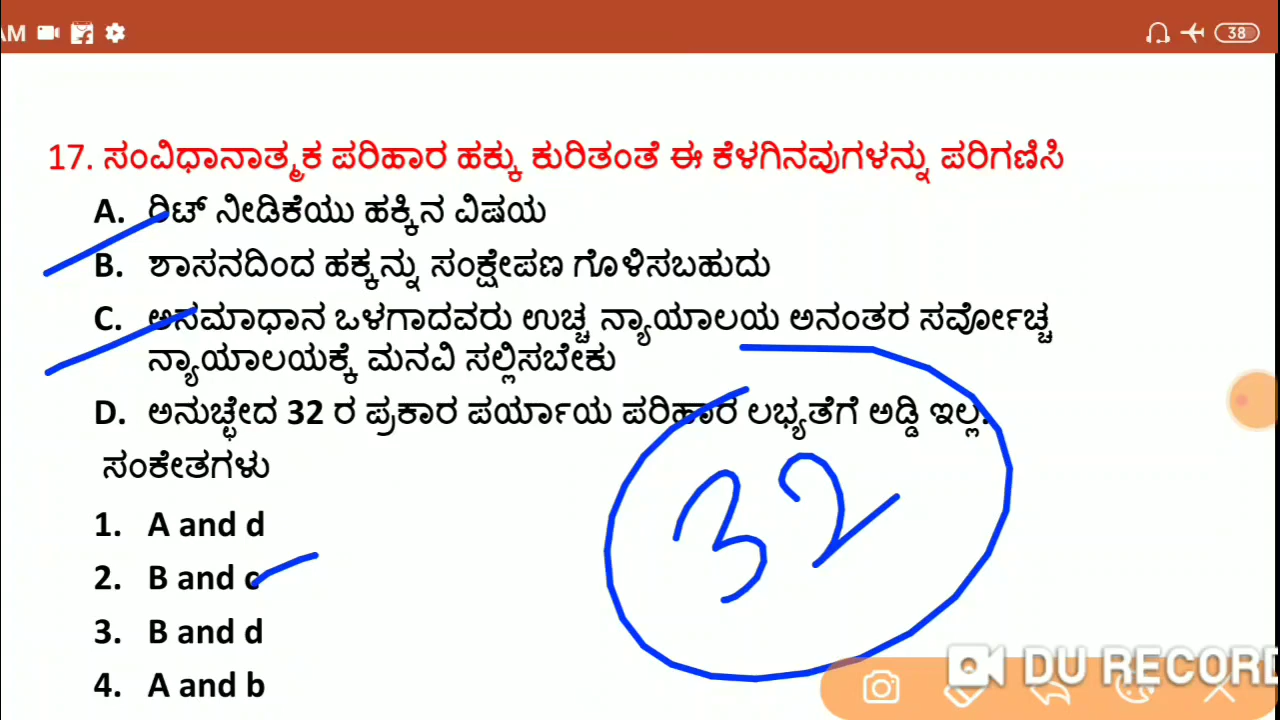 AM
38
17. ಸಂವಿಧಾನಾತ್ಮಕ ಪರಿಹಾರ ಹಕ್ಕು ಕುರಿತಂತೆ ಈ ಕೆಳಗಿನವುಗಳನ್ನು ಪರಿಗಣಿಸಿ
A. ರಿಟ್ ನೀಡಿಕೆಯು ಹಕ್ಕಿನ ವಿಷಯ
B. ಶಾಸನದಿಂದ ಹಕ್ಕನ್ನು ಸಂಕ್ಷೇಪಣ ಗೊಳಿಸಬಹುದು
C. ಅಸಮಾಧಾನ ಒಳಗಾದವರು ಉಚ್ಚ ನ್ಯಾಯಾಲಯ ಅನಂತರ ಸರ್ವೋಚ್ಚ
ನ್ಯಾಯಾಲಯಕ್ಕೆ ಮನವಿ ಸಲ್ಲಿಸಬೇಕು
D. ಅನುಚ್ಛೇದ 32 ರ ಪ್ರಕಾರ ಪರ್ಯಾಯ ಪರಿಹಾರ ಲಭ್ಯತೆಗೆ ಅಡ್ಡಿ ಇಲ್ಲ.
ಸಂಕೇತಗಳು
1. A and d
2. B and c
3. B and d
4. A and b
32
DU RECORD